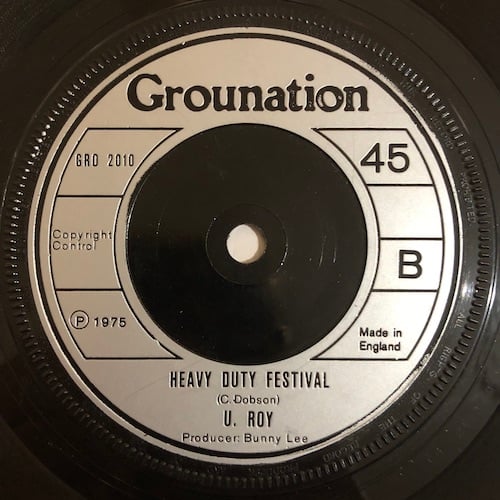 Grounation
GRO 2010
45
Copyright
Control
B
℗ 1975
Made in
England
HEAVY DUTY FESTIVAL
(C. Dobson)
U. ROY
Producer: Bunny Lee